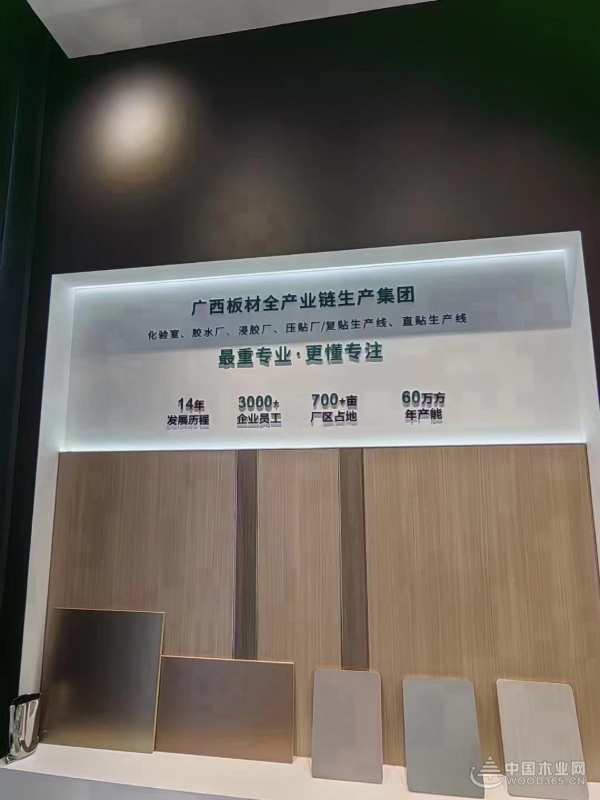 广西板材全产业链生产集团
化验室、胶水厂、浸胶厂、压贴厂/复贴生产线、直贴生产线
最重专业·更懂专注
14年 3000+ 700+亩 60万方
发展历程 企业员工 厂区占地 年产能
中国木业网
WOOD365.CN